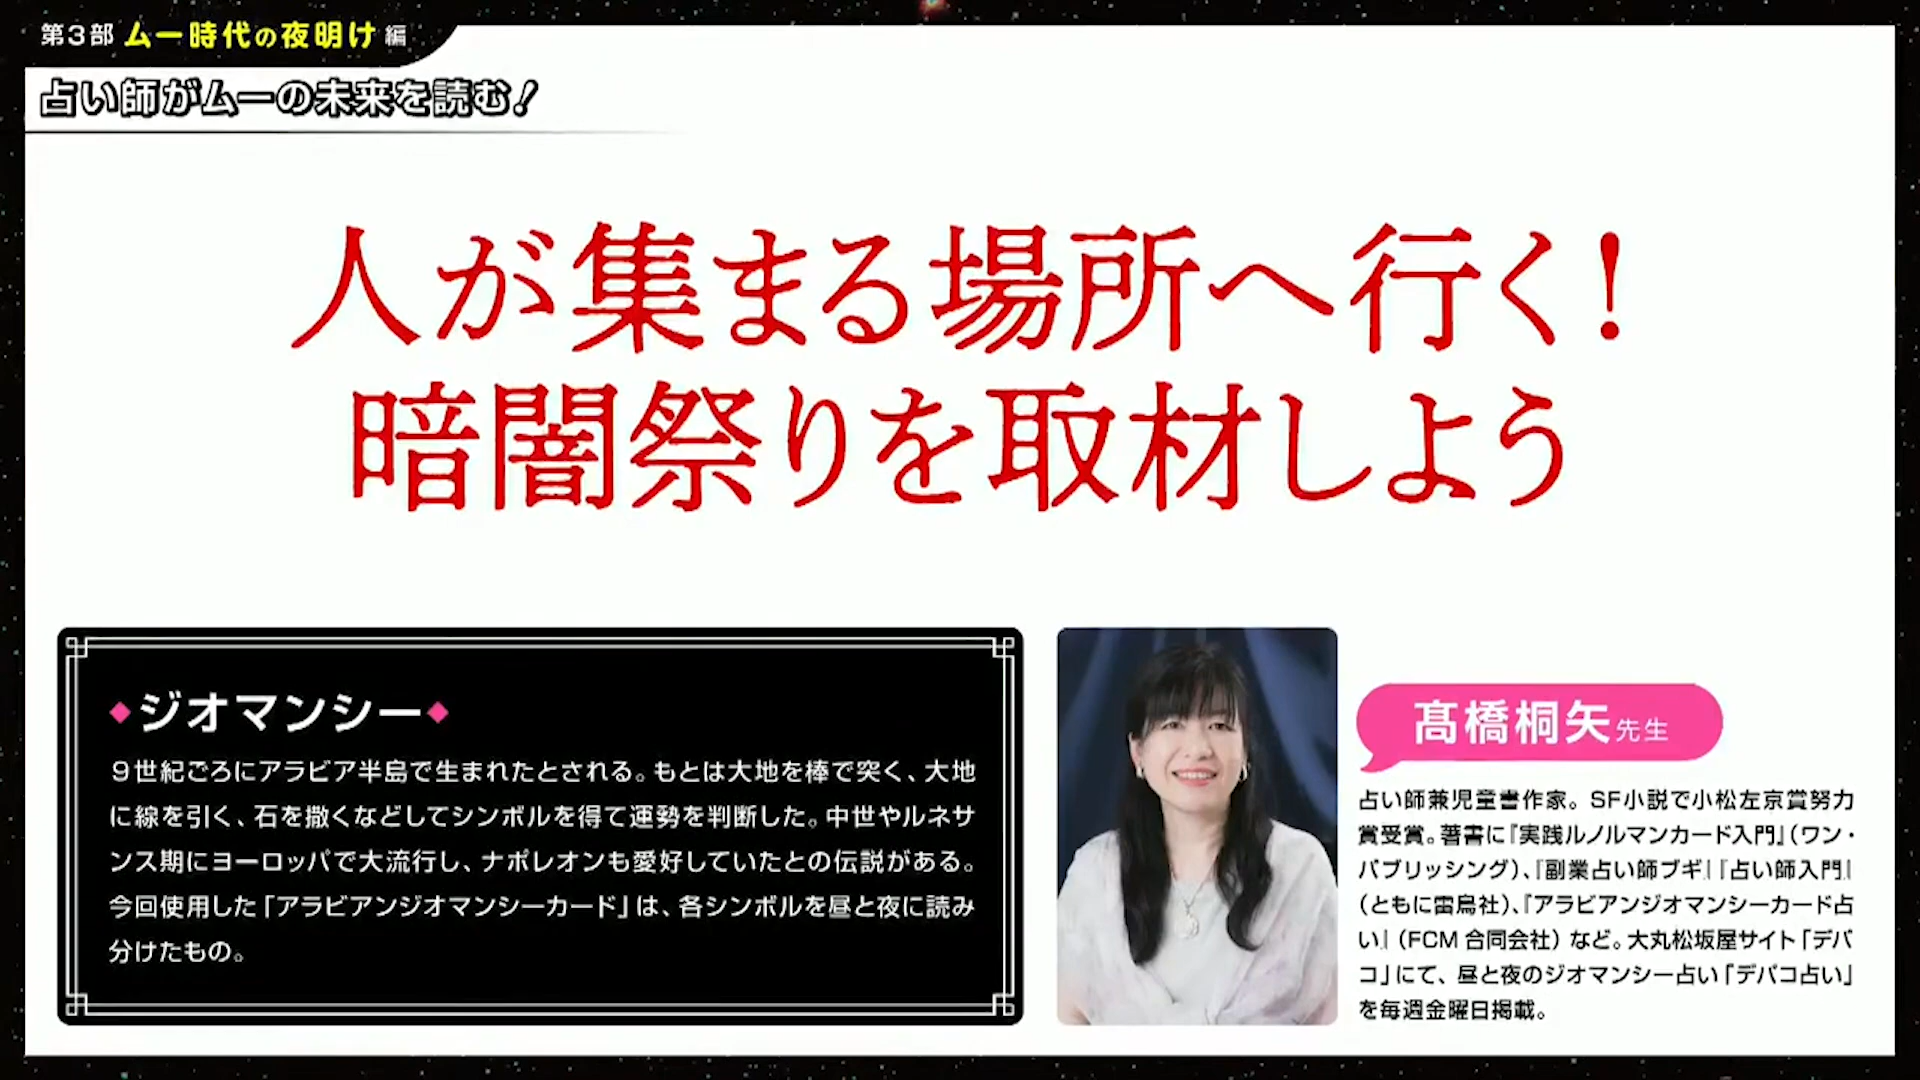 第3部 ムー時代の夜明け 編
占い師がムーの未来を読む!
人が集まる場所へ行く!
暗闇祭りを取材しよう
◆ジオマンシー◆
9世紀ごろにアラビア半島で生まれたとされる。もとは大地を棒で突く、大地
に線を引く、石を撒くなどしてシンボルを得て運勢を判断した。中世やルネサ
ンス期にヨーロッパで大流行し、ナポレオンも愛好していたとの伝説がある。
今回使用した「アラビアンジオマンシーカード」は、各シンボルを昼と夜に読み
分けたもの。
髙橋桐矢先生
占い師兼児童書作家。SF小説で小松左京賞努力
賞受賞。著書に『実践ルノルマンカード入門』(ワン・
パブリッシング)、『副業占い師ブギ』『占い師入門』
(ともに雷鳥社)、『アラビアンジオマンシーカード占
い』(FCM 合同会社) など。大丸松坂屋サイト「デパ
コ」にて、昼と夜のジオマンシー占い「デパコ占い」
を毎週金曜日掲載。